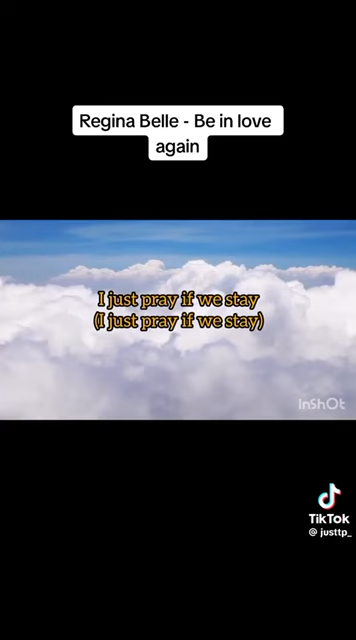 Regina Belle - Be in love
again
I just pray if we stay
(I just pray if we stay)
InShOt
TikTok
@ justtp_